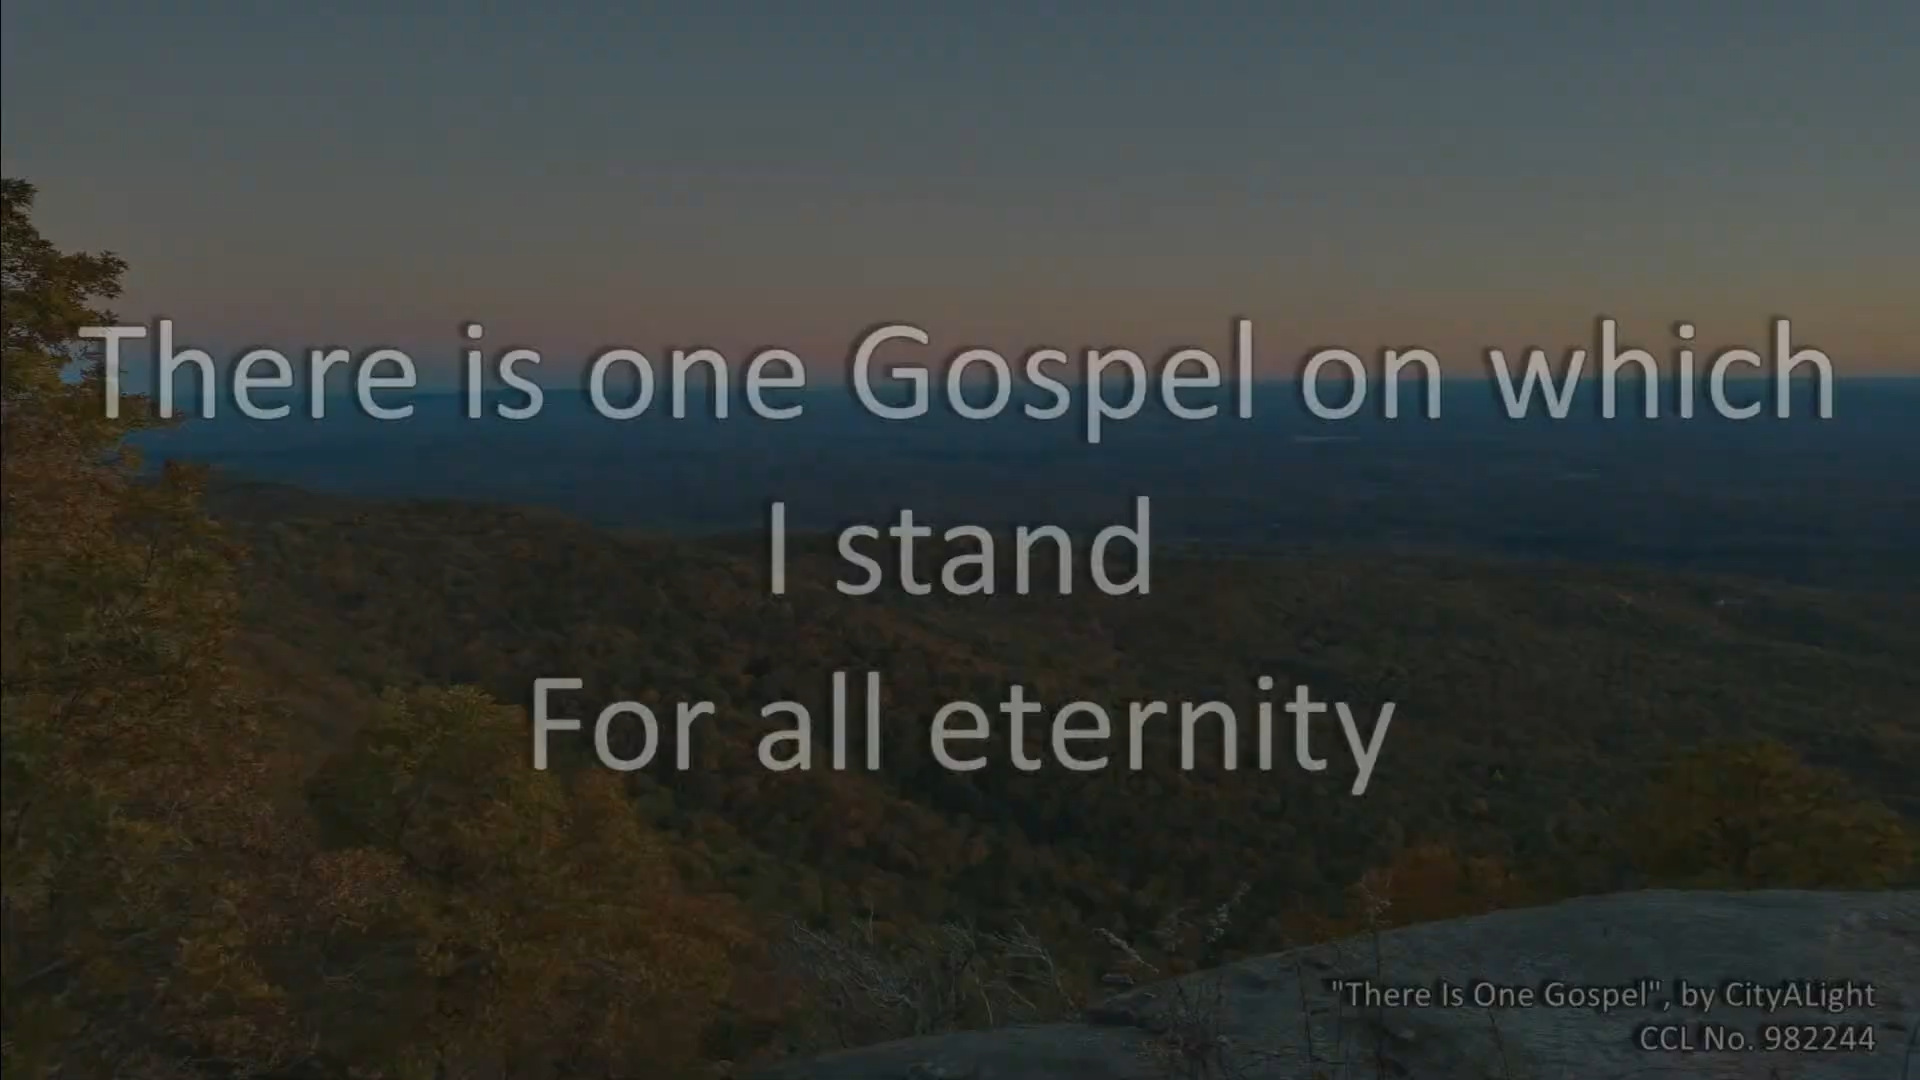 There is one Gospel on which
I stand
For all eternity
"There Is One Gospel", by CityALight
CCL No. 982244